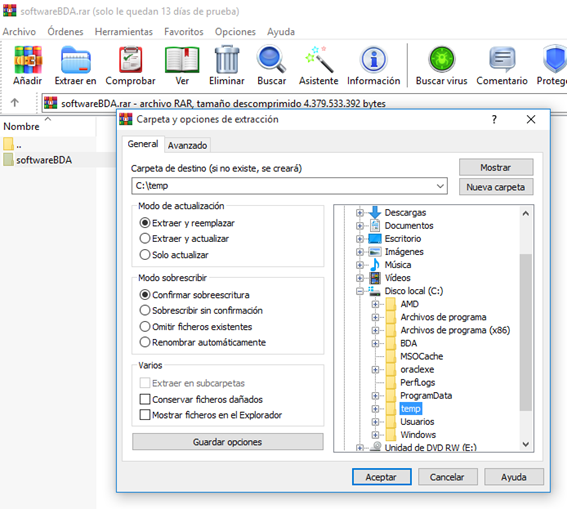 softwareBDA.rar (solo le quedan 13 días de prueba)
Archivo Órdenes Herramientas Favoritos Opciones Ayuda
Añadir Extraer en Comprobar Ver Eliminar Buscar Asistente Información Buscar virus Comentario Proteg
softwareBDA.rar - archivo RAR, tamaño descomprimido 4.379.533.392 bytes
Nombre
..
softwareBDA
Carpeta y opciones de extracción
General Avanzado
Carpeta de destino (si no existe, se creará)
Mostrar
C:\temp
Nueva carpeta
Modo de actualización
Extraer y reemplazar
Extraer y actualizar
Solo actualizar
Modo sobrescribir
Confirmar sobreescritura
Sobrescribir sin confirmación
Omitir ficheros existentes
Renombrar automáticamente
Varios
Extraer en subcarpetas
Conservar ficheros dañados
Mostrar ficheros en el Explorador
Guardar opciones
Descargas
Documentos
Escritorio
Imágenes
Música
Vídeos
Disco local (C:)
AMD
Archivos de programa
Archivos de programa (x86)
BDA
MSOCache
oraclexe
PerfLogs
ProgramData
temp
Usuarios
Windows
Unidad de DVD RW (E:)
Aceptar Cancelar Ayuda